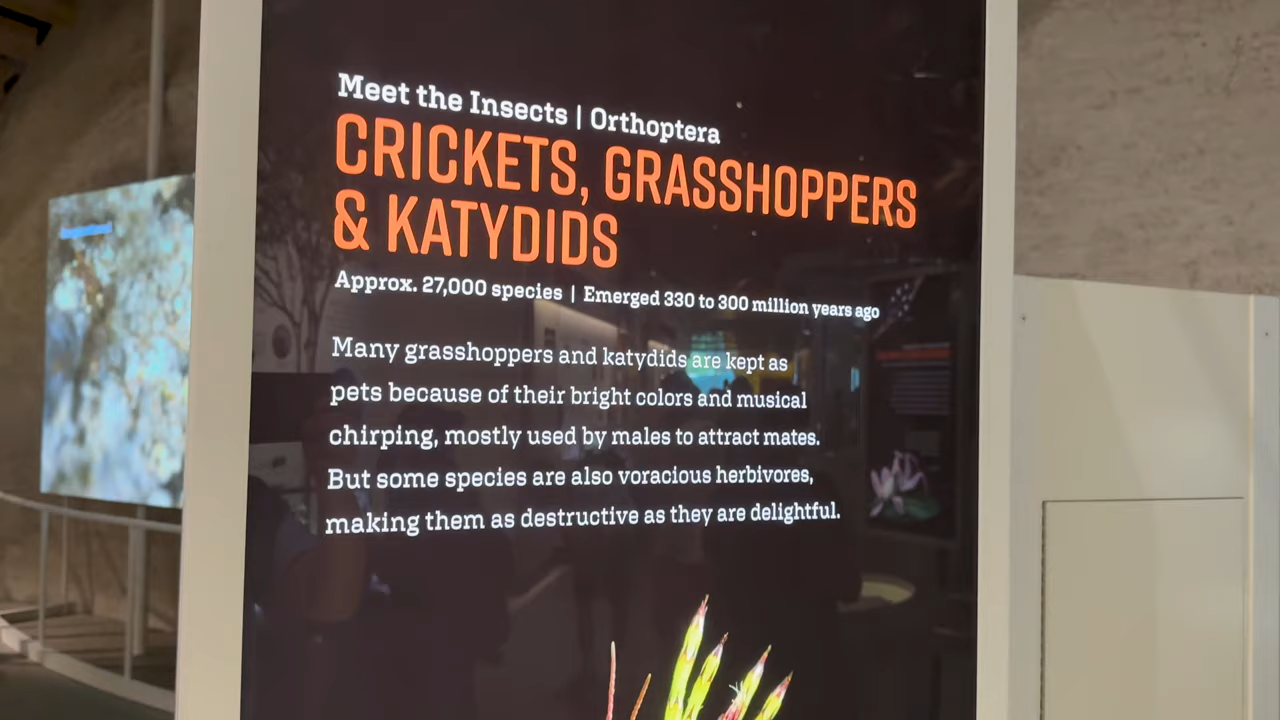 Meet the Insects | Orthoptera
CRICKETS, GRASSHOPPERS
& KATYDIDS
Approx. 27,000 species | Emerged 330 to 300 million years ago
Many grasshoppers and katydids are kept as
pets because of their bright colors and musical
chirping, mostly used by males to attract mates.
But some species are also voracious herbivores,
making them as destructive as they are delightful.